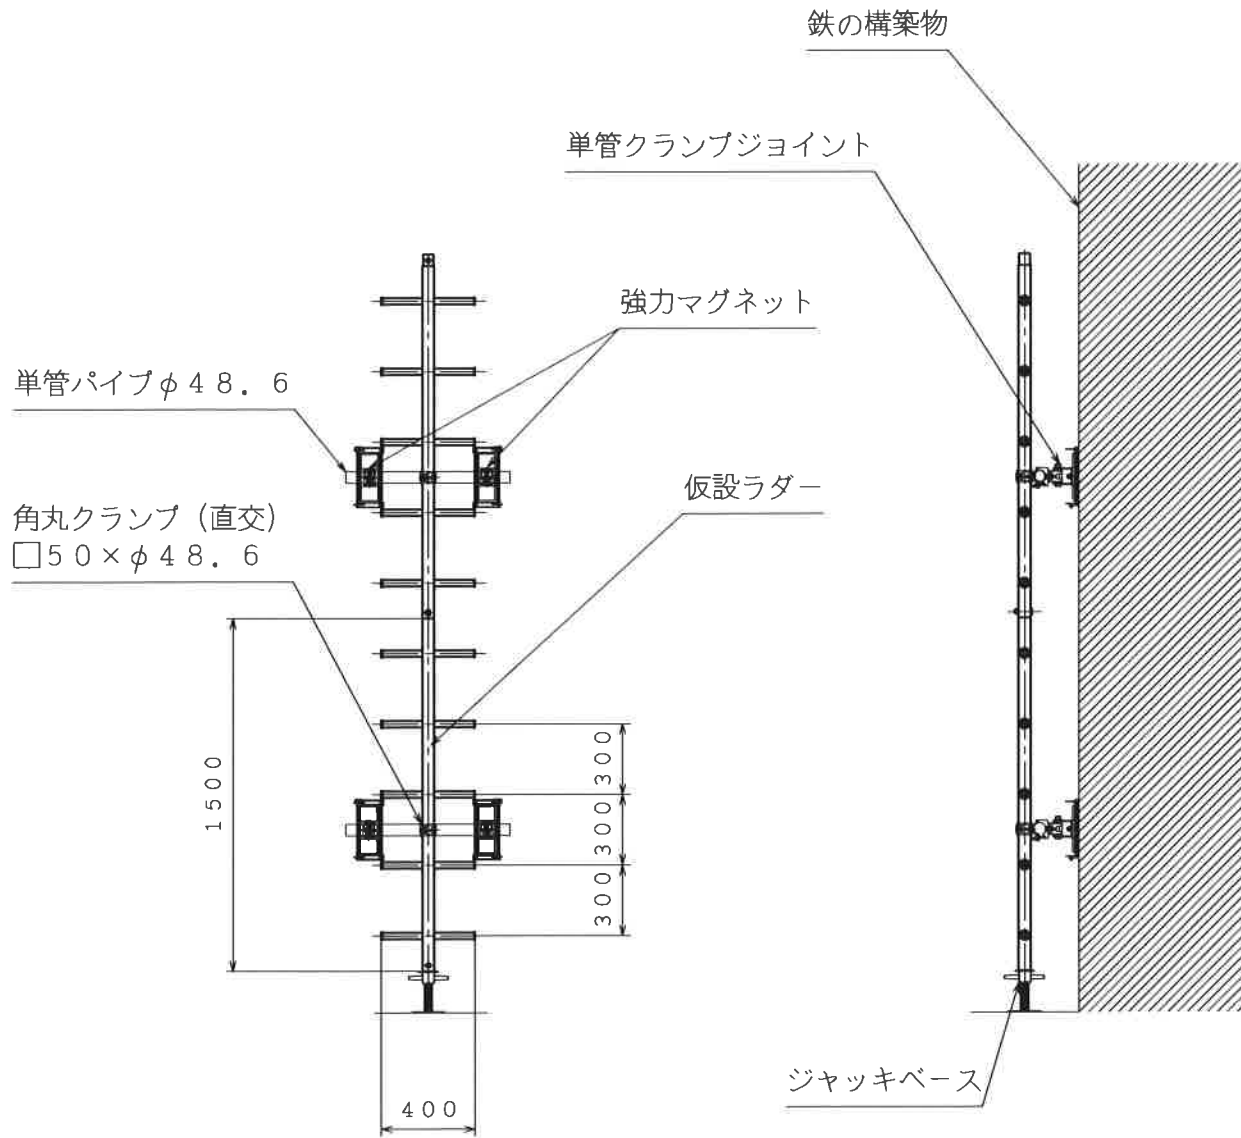 鉄の構築物
単管クランプジョイント
強力マグネット
単管パイプφ48.6
仮設ラダー
角丸クランプ（直交）
□50×φ48.6
1500
300
300
300
ジャッキベース
400